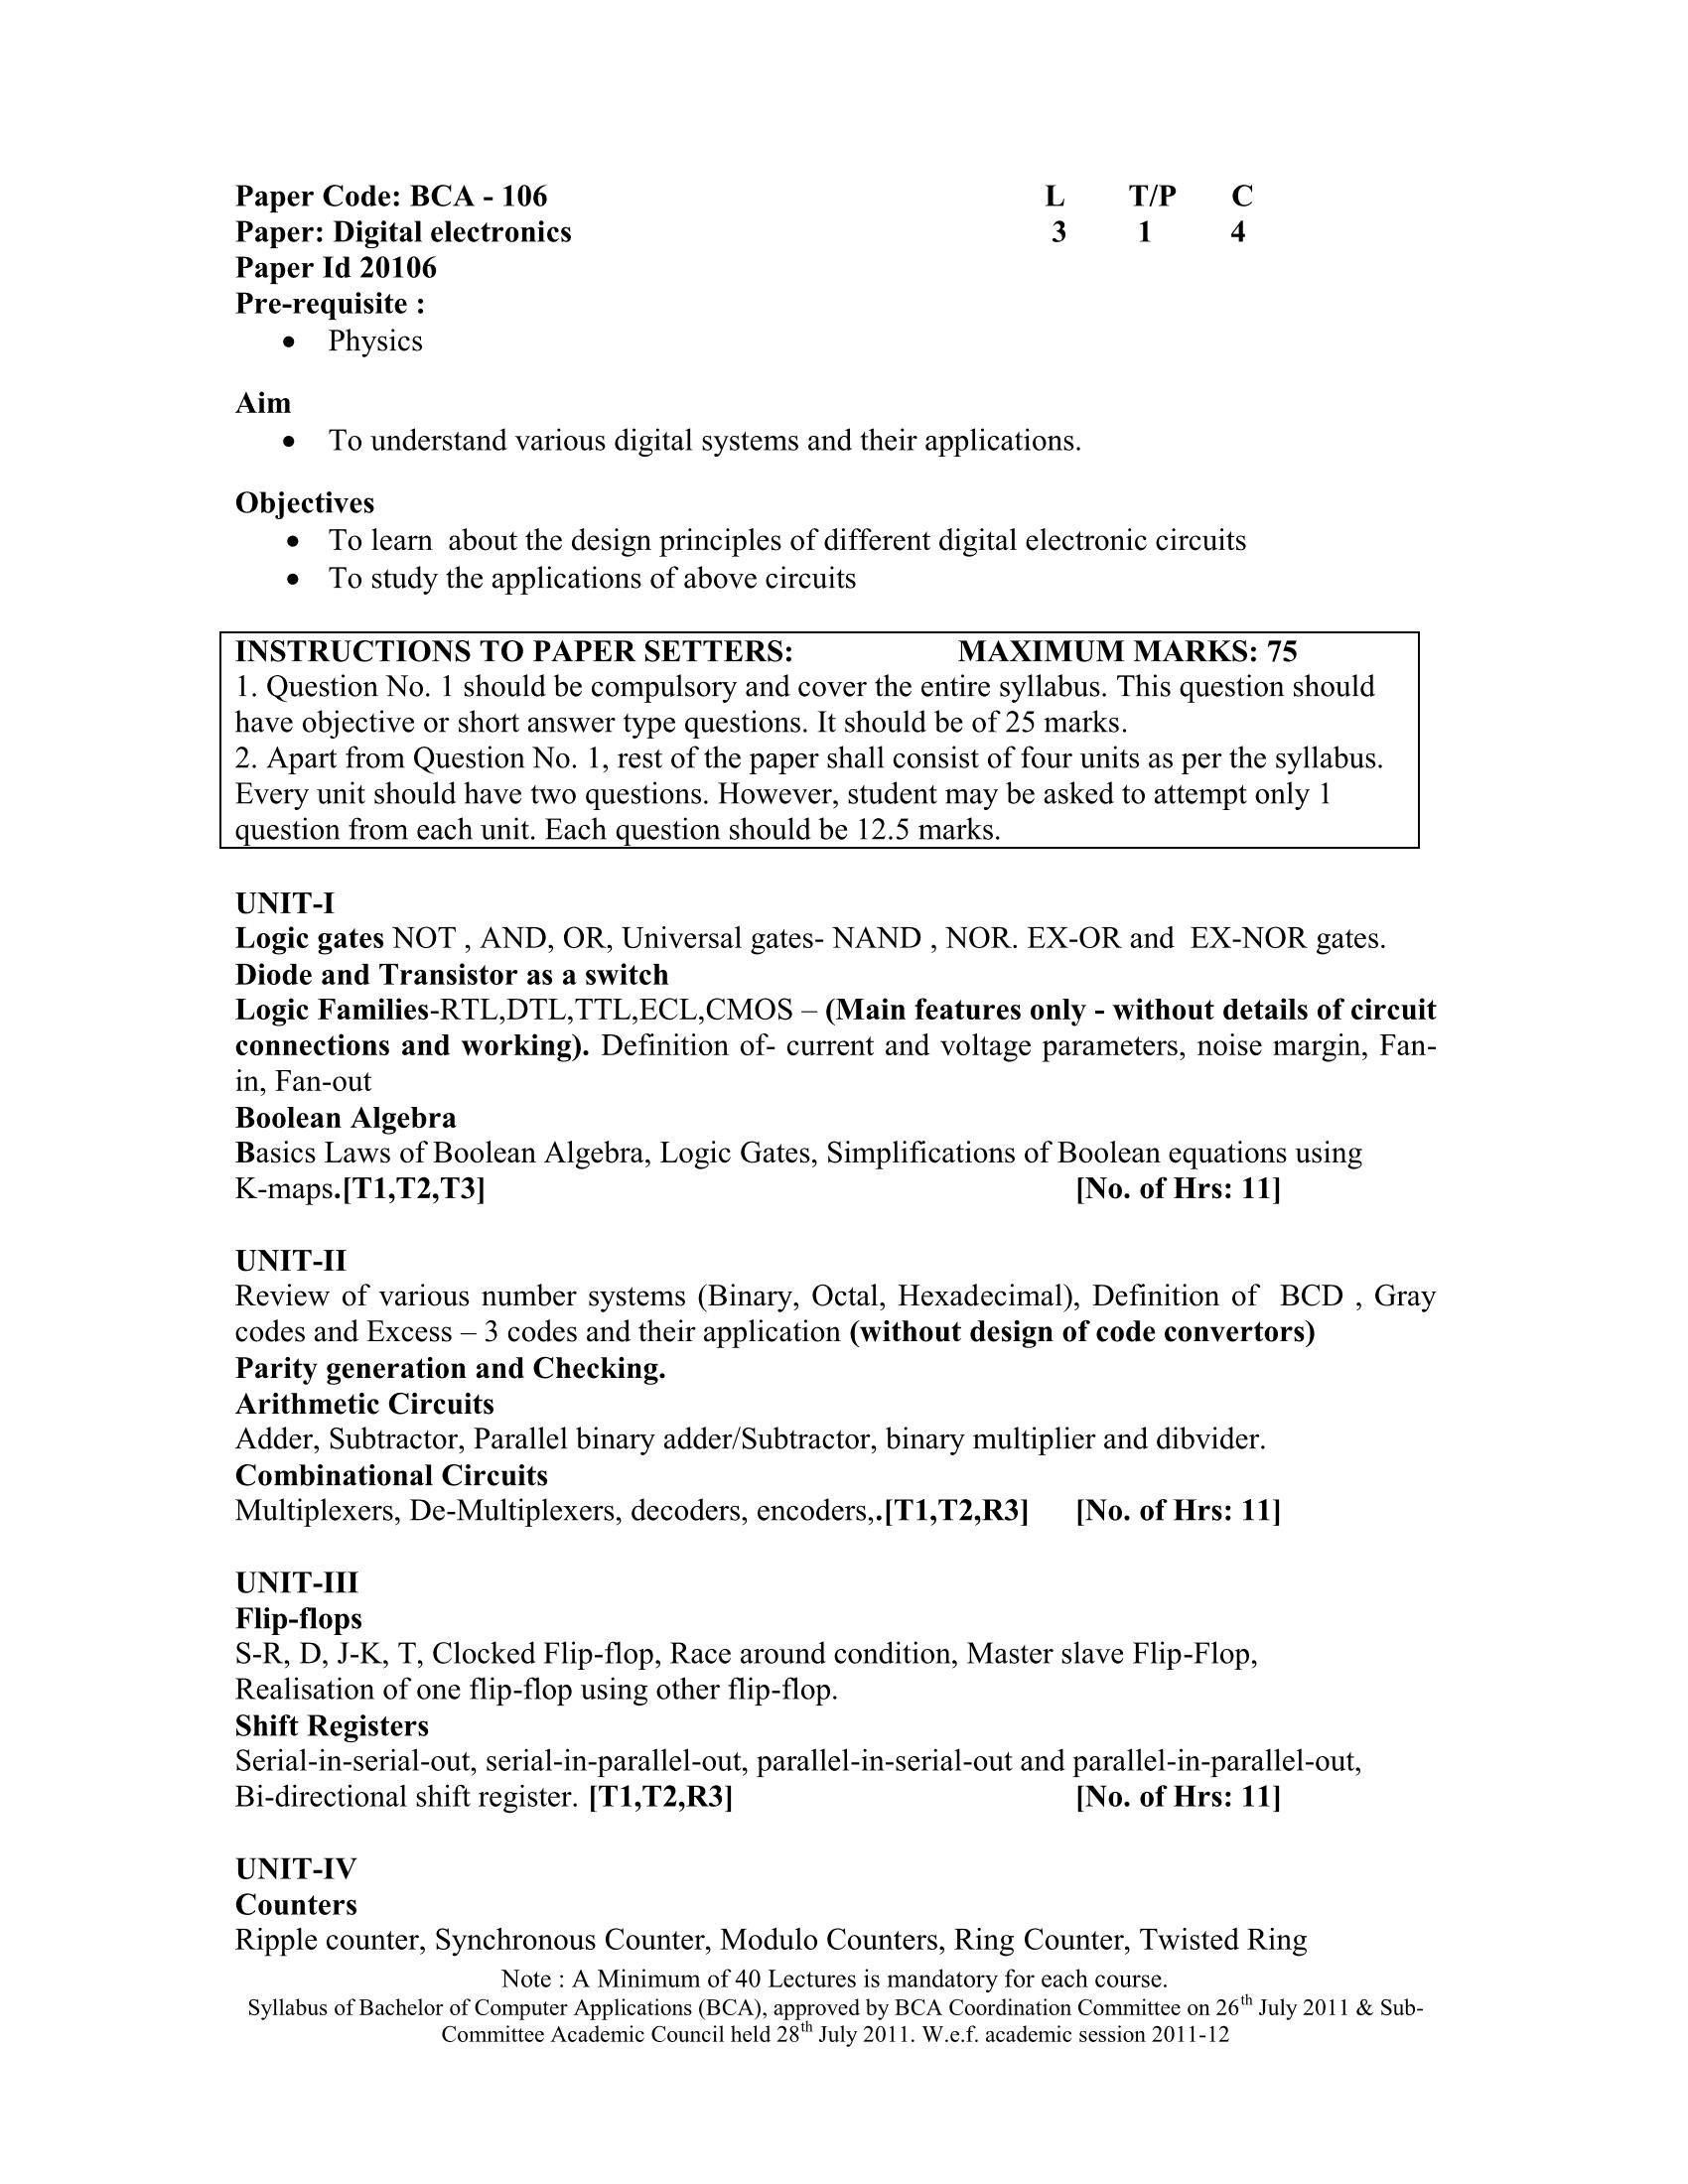 Paper Code: BCA - 106 L T/P C
Paper: Digital electronics 3 1 4
Paper Id 20106
Pre-requisite :
• Physics
Aim
• To understand various digital systems and their applications.
Objectives
• To learn  about the design principles of different digital electronic circuits
• To study the applications of above circuits
INSTRUCTIONS TO PAPER SETTERS: MAXIMUM MARKS: 75
1. Question No. 1 should be compulsory and cover the entire syllabus. This question should
have objective or short answer type questions. It should be of 25 marks.
2. Apart from Question No. 1, rest of the paper shall consist of four units as per the syllabus.
Every unit should have two questions. However, student may be asked to attempt only 1
question from each unit. Each question should be 12.5 marks.
UNIT-I
Logic gates NOT , AND, OR, Universal gates- NAND , NOR. EX-OR and  EX-NOR gates.
Diode and Transistor as a switch
Logic Families-RTL,DTL,TTL,ECL,CMOS – (Main features only - without details of circuit
connections and working). Definition of- current and voltage parameters, noise margin, Fan-
in, Fan-out
Boolean Algebra
Basics Laws of Boolean Algebra, Logic Gates, Simplifications of Boolean equations using
K-maps.[T1,T2,T3] [No. of Hrs: 11]
UNIT-II
Review of various number systems (Binary, Octal, Hexadecimal), Definition of  BCD , Gray
codes and Excess – 3 codes and their application (without design of code convertors)
Parity generation and Checking.
Arithmetic Circuits
Adder, Subtractor, Parallel binary adder/Subtractor, binary multiplier and dibvider.
Combinational Circuits
Multiplexers, De-Multiplexers, decoders, encoders,.[T1,T2,R3] [No. of Hrs: 11]
UNIT-III
Flip-flops
S-R, D, J-K, T, Clocked Flip-flop, Race around condition, Master slave Flip-Flop,
Realisation of one flip-flop using other flip-flop.
Shift Registers
Serial-in-serial-out, serial-in-parallel-out, parallel-in-serial-out and parallel-in-parallel-out,
Bi-directional shift register. [T1,T2,R3] [No. of Hrs: 11]
UNIT-IV
Counters
Ripple counter, Synchronous Counter, Modulo Counters, Ring Counter, Twisted Ring
Note : A Minimum of 40 Lectures is mandatory for each course.
Syllabus of Bachelor of Computer Applications (BCA), approved by BCA Coordination Committee on 26th July 2011 & Sub-
Committee Academic Council held 28th July 2011. W.e.f. academic session 2011-12